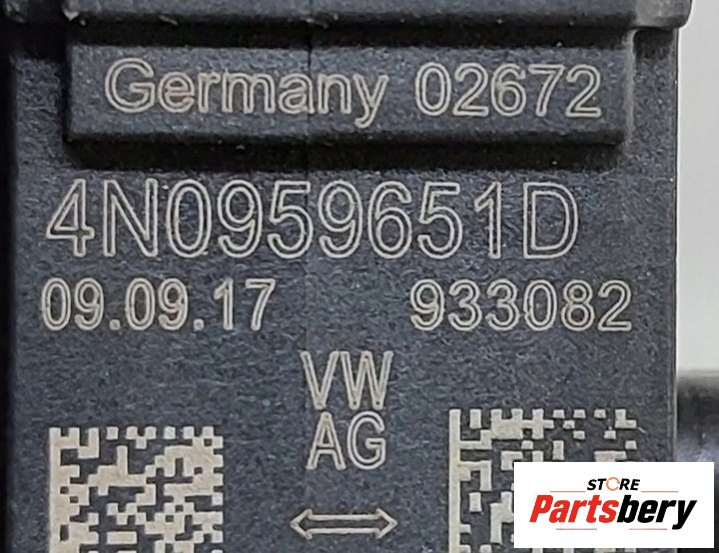 Germany 02672
4N0959651D
09.09.17 933082
VW
AG
STORE
Partsbery